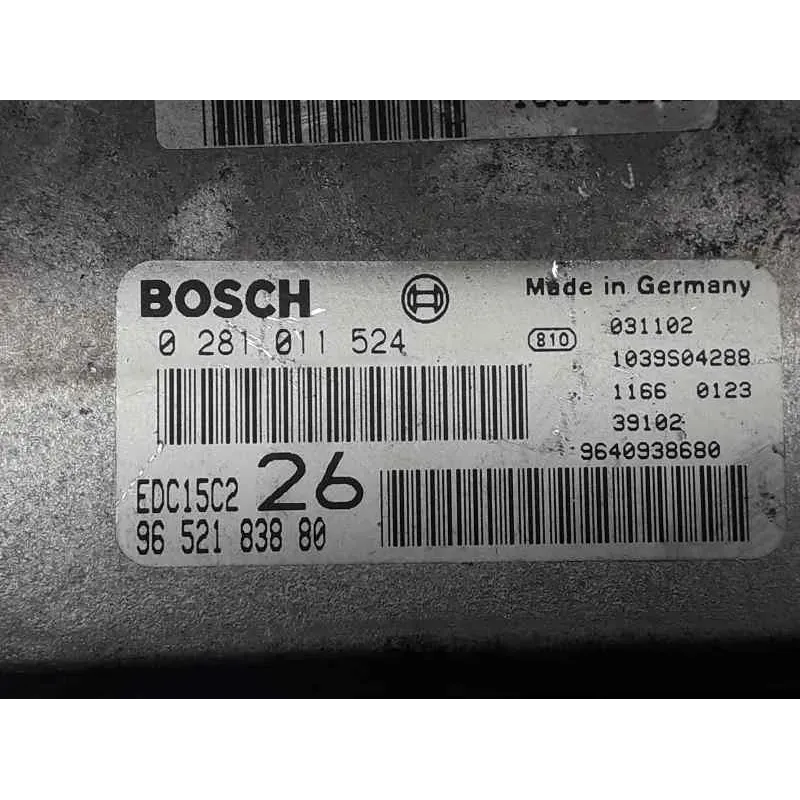 BOSCH
Made in Germany
0 281 011 524
810
031102
1039S04288
1166 0123
39102
9640938680
EDC15C2 26
96 521 838 80